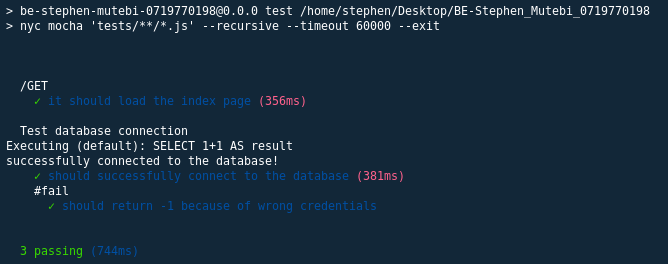 > be-stephen-mutebi-0719770198@0.0.0 test /home/stephen/Desktop/BE-Stephen_Mutebi_0719770198
> nyc mocha 'tests/**/*.js' --recursive --timeout 60000 --exit
/GET
✓ it should load the index page (356ms)
Test database connection
Executing (default): SELECT 1+1 AS result
successfully connected to the database!
✓ should successfully connect to the database (381ms)
#fail
✓ should return -1 because of wrong credentials
3 passing (744ms)